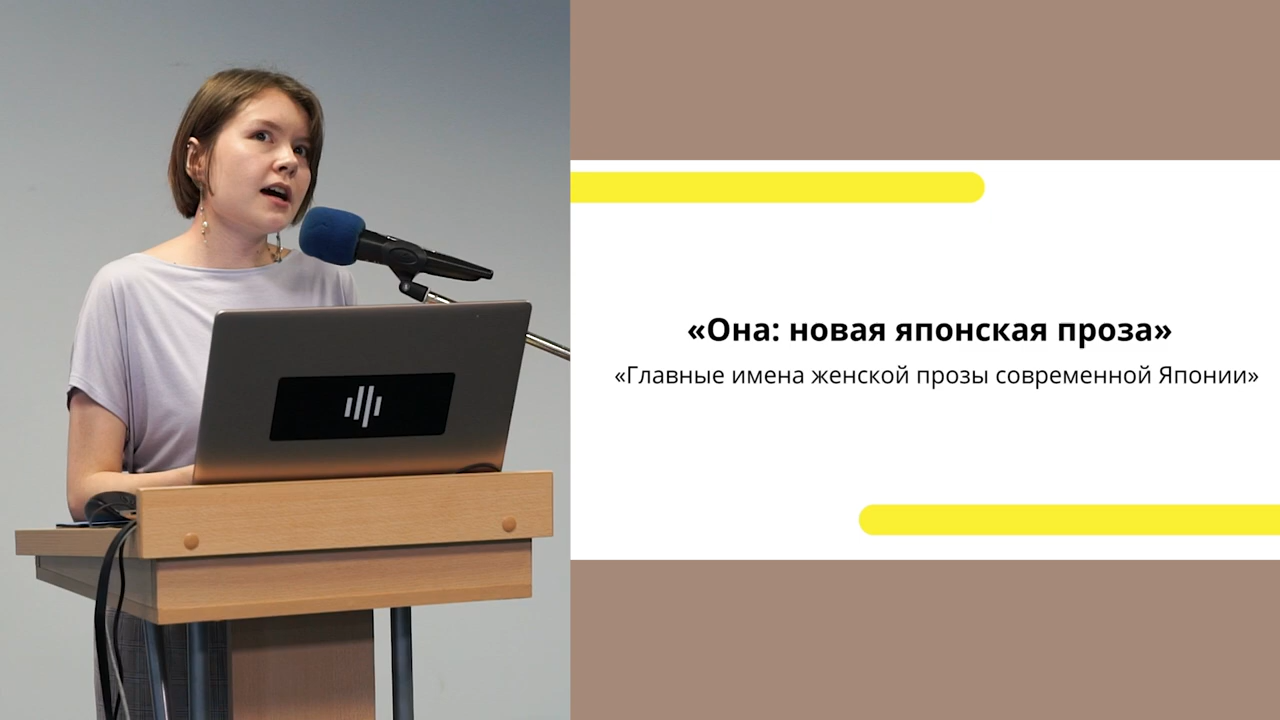 «Она: новая японская проза»
«Главные имена женской прозы современной Японии»